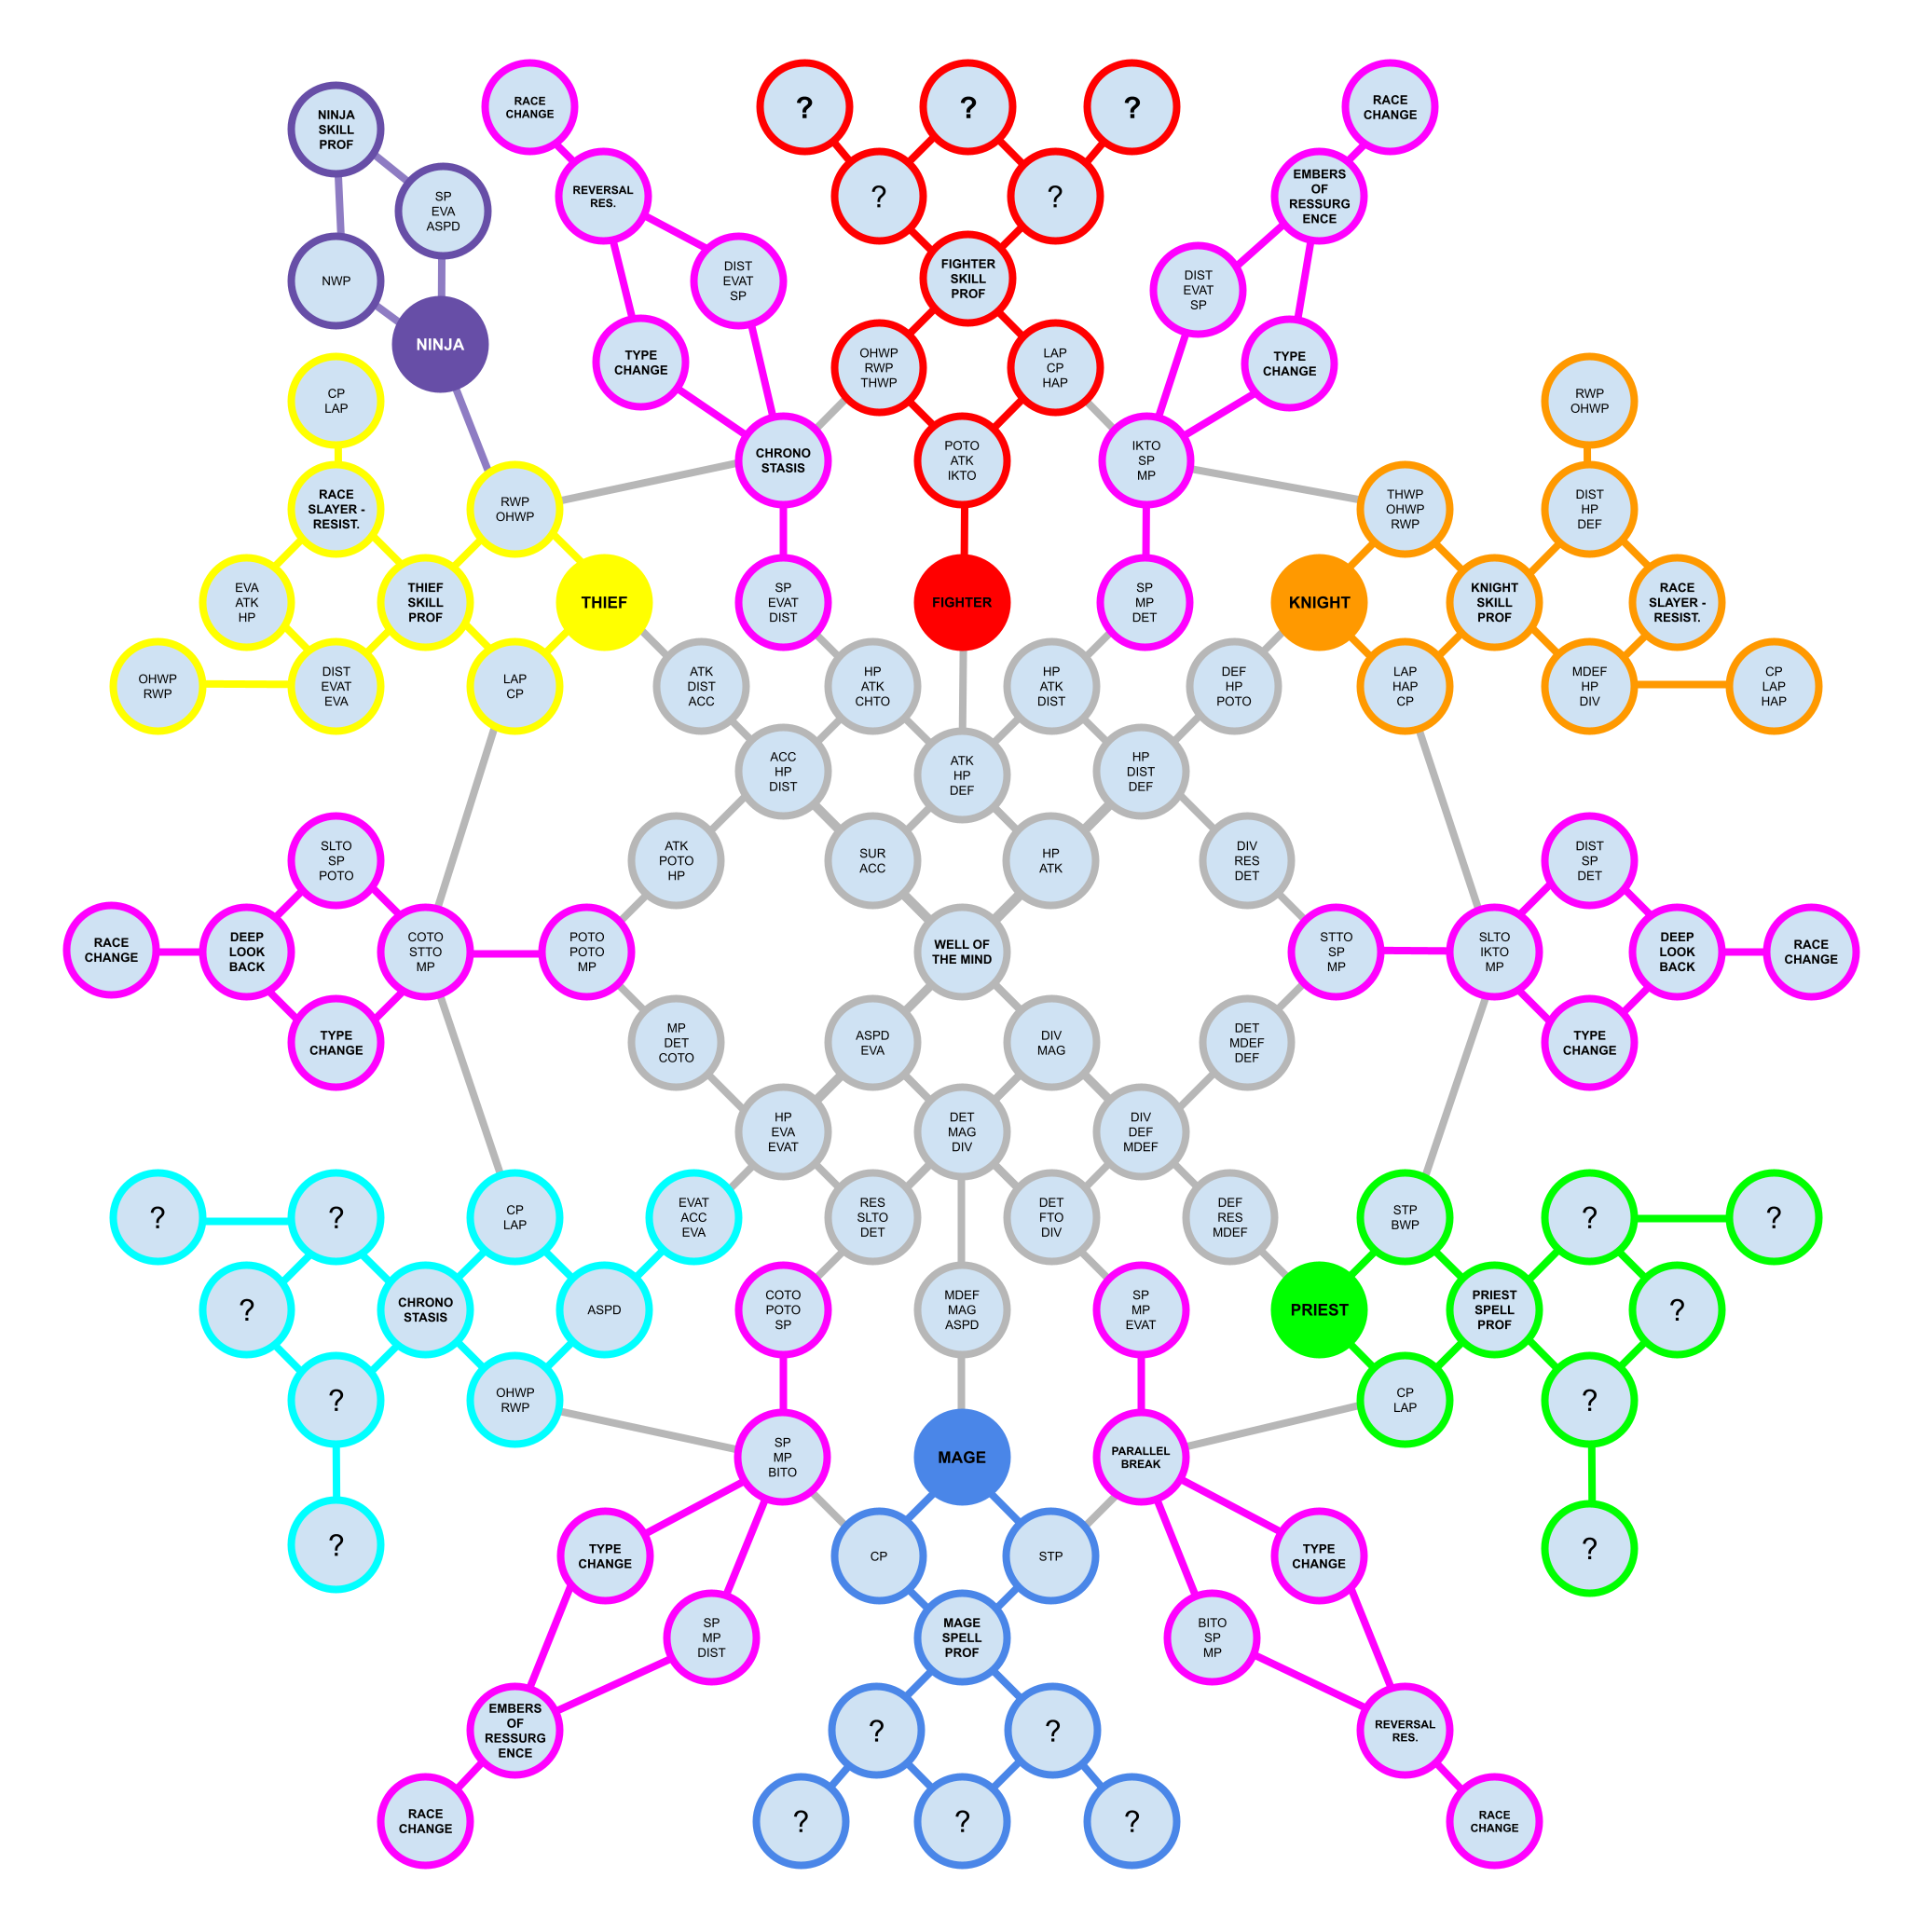 RACE
CHANGE
?
?
?
RACE
CHANGE
NINJA
SKILL
PROF
SP
EVA
ASPD
REVERSAL
RES.
?
?
EMBERS
OF
RESSURG
ENCE
NWP
DIST
EVAT
SP
FIGHTER
SKILL
PROF
DIST
EVAT
SP
NINJA
TYPE
CHANGE
OHWP
RWP
THWP
LAP
CP
HAP
TYPE
CHANGE
CP
LAP
RWP
OHWP
CHRONO
STASIS
POTO
ATK
IKTO
IKTO
SP
MP
RACE
SLAYER -
RESIST.
RWP
OHWP
THWP
OHWP
RWP
DIST
HP
DEF
EVA
ATK
HP
THIEF
SKILL
PROF
THIEF
SP
EVAT
DIST
FIGHTER
SP
MP
DET
KNIGHT
KNIGHT
SKILL
PROF
RACE
SLAYER -
RESIST.
OHWP
RWP
DIST
EVAT
EVA
LAP
CP
ATK
DIST
ACC
HP
ATK
CHTO
HP
ATK
DIST
DEF
HP
POTO
LAP
HAP
CP
MDEF
HP
DIV
CP
LAP
HAP
ACC
HP
DIST
ATK
HP
DEF
HP
DIST
DEF
SLTO
SP
POTO
ATK
POTO
HP
SUR
ACC
HP
ATK
DIV
RES
DET
DIST
SP
DET
RACE
CHANGE
DEEP
LOOK
BACK
COTO
STTO
MP
POTO
POTO
MP
WELL OF
THE MIND
STTO
SP
MP
SLTO
IKTO
MP
DEEP
LOOK
BACK
RACE
CHANGE
TYPE
CHANGE
MP
DET
COTO
ASPD
EVA
DIV
MAG
DET
MDEF
DEF
TYPE
CHANGE
HP
EVA
EVAT
DET
MAG
DIV
DIV
DEF
MDEF
?
?
CP
LAP
EVAT
ACC
EVA
RES
SLTO
DET
DET
FTO
DIV
DEF
RES
MDEF
STP
BWP
?
?
?
CHRONO
STASIS
ASPD
COTO
POTO
SP
MDEF
MAG
ASPD
SP
MP
EVAT
PRIEST
PRIEST
SPELL
PROF
?
?
OHWP
RWP
CP
LAP
?
SP
MP
BITO
MAGE
PARALLEL
BREAK
?
TYPE
CHANGE
CP
STP
TYPE
CHANGE
?
SP
MP
DIST
MAGE
SPELL
PROF
BITO
SP
MP
EMBERS
OF
RESSURG
ENCE
?
?
REVERSAL
RES.
RACE
CHANGE
?
?
?
RACE
CHANGE